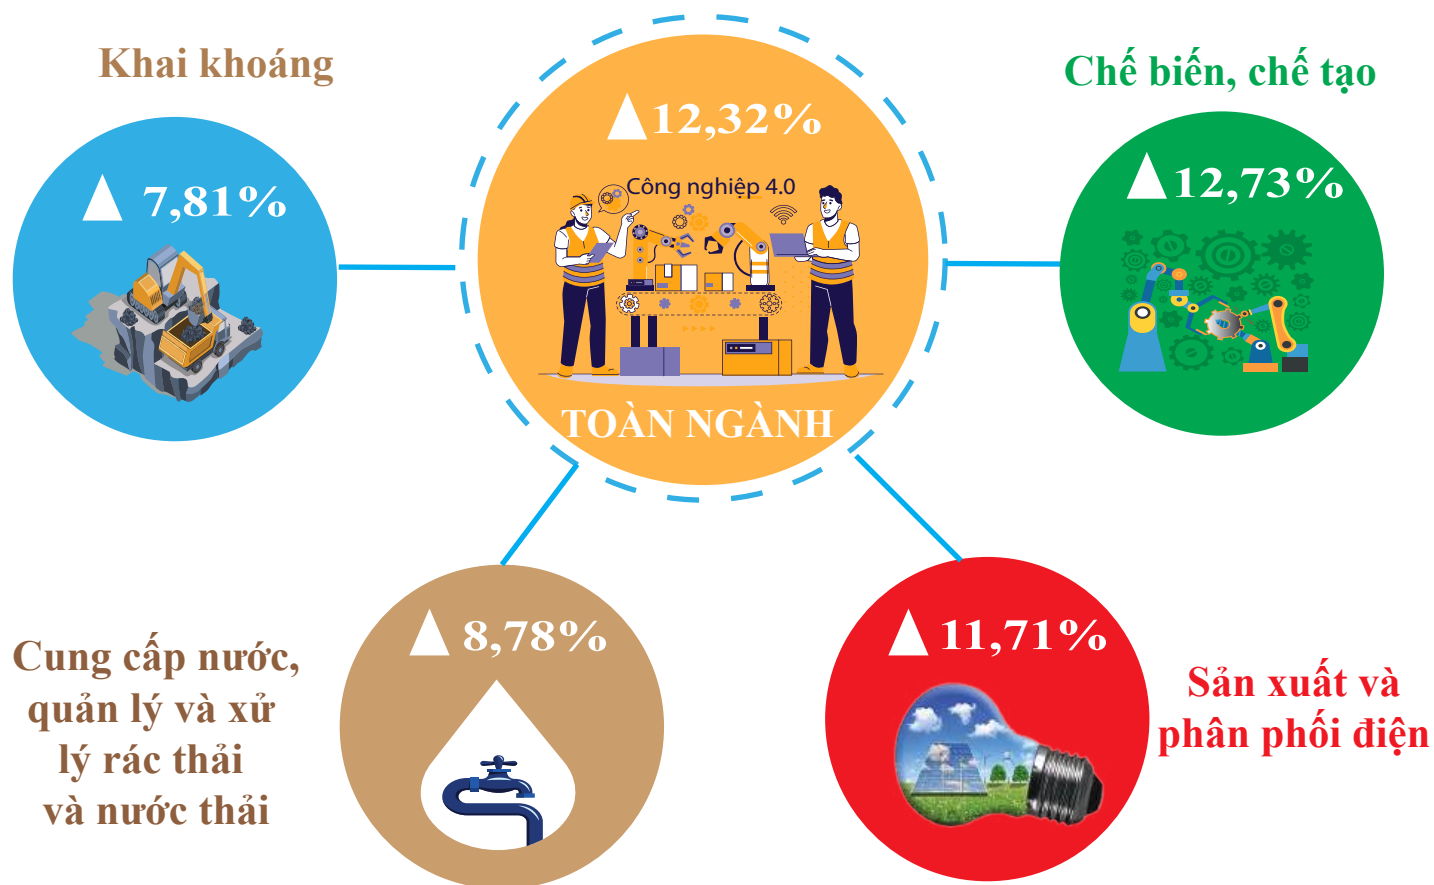 Khai khoáng
▲ 7,81%
▲12,32%
Công nghiệp 4.0
TOÀN NGÀNH
Chế biến, chế tạo
▲12,73%
Cung cấp nước,
quản lý và xử
lý rác thải
và nước thải
▲ 8,78%
▲ 11,71%
Sản xuất và
phân phối điện